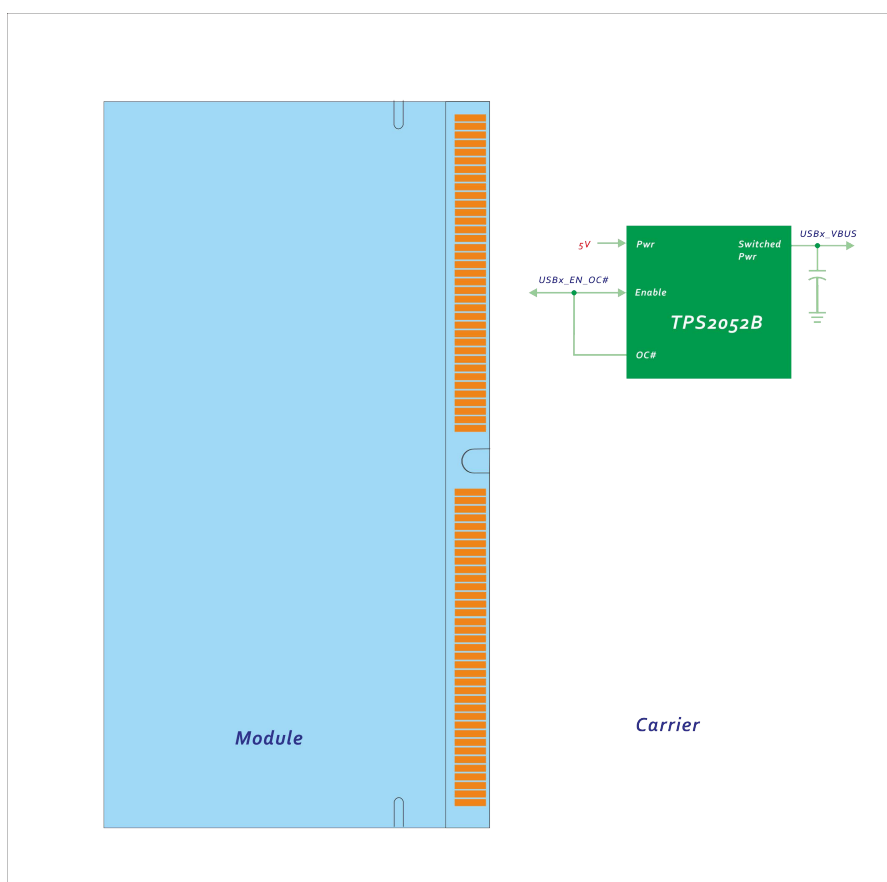 USBx_VBUS
5V
Pwr
Switched
Pwr
USBx_EN_OC#
Enable
TPS2052B
OC#
Carrier
Module